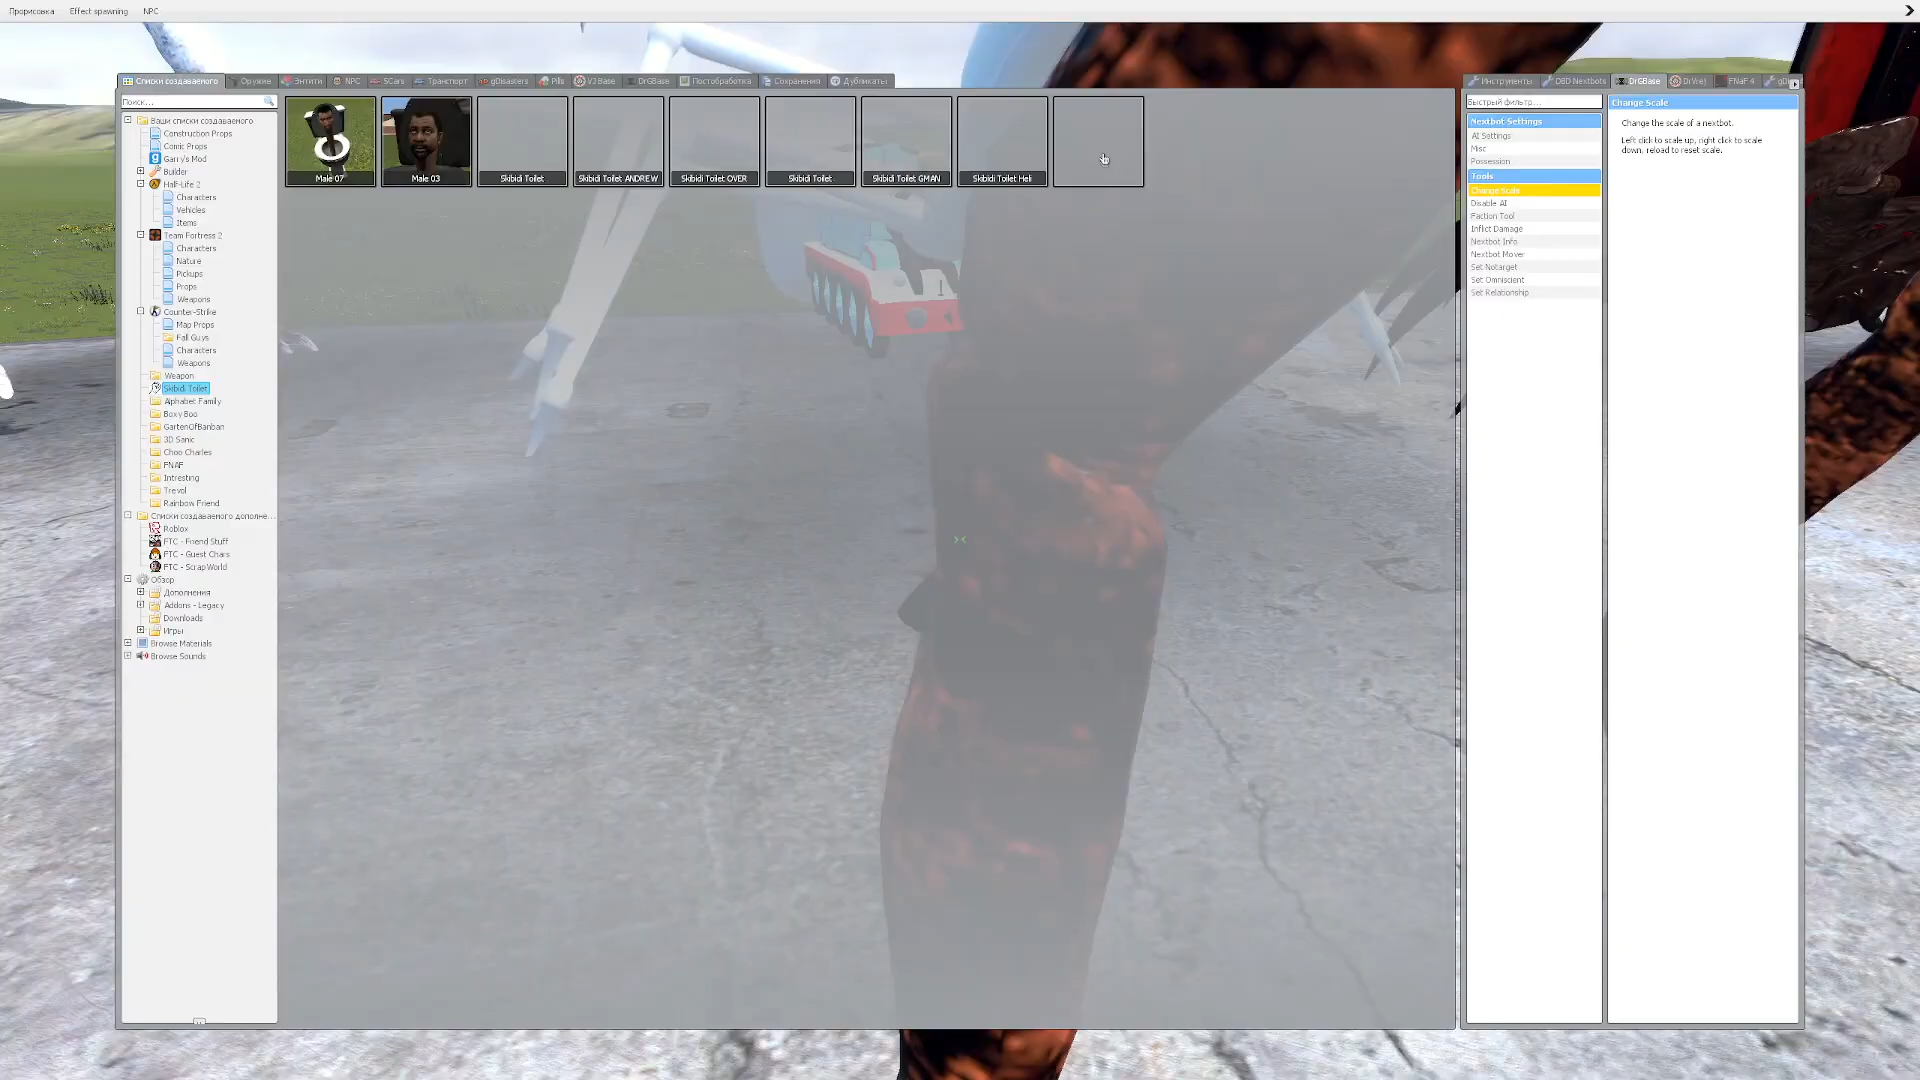 Прорисовка Effect spawning NPC
Списки создаваемого Оружие Энтити NPC SCars Транспорт gDisasters Pills VJ Base DrGBase Постобработка Сохранения Дубликаты
Инструменты DBD Nextbots DrGBase DrVrej FNaF 4
Поиск...
Ваши списки создаваемого
Construction Props
Comic Props
Garry's Mod
Builder
Half-Life 2
Characters
Vehicles
Items
Team Fortress 2
Characters
Nature
Pickups
Props
Weapons
Counter-Strike
Map Props
Fall Guys
Characters
Weapons
Weapon
Skibidi Toilet
Alphabet Family
Boxy Boo
GartenOfBanban
3D Sanic
Choo Charles
FNAF
Intresting
Trevol
Rainbow Friend
Списки создаваемого дополне...
Roblox
FTC - Friend Stuff
FTC - Guest Chars
FTC - ScrapWorld
Обзор
Дополнения
Addons - Legacy
Downloads
Игры
Browse Materials
Browse Sounds
Male 07 Male 03 Skibidi Toilet Skibidi Toilet ANDREW Skibidi Toilet OVER Skibidi Toilet Skibidi Toilet GMAN Skibidi Toilet Heli
Быстрый фильтр...
Nextbot Settings
AI Settings
Misc
Possession
Tools
Change Scale
Disable AI
Faction Tool
Inflict Damage
Nextbot Info
Nextbot Mover
Set Notarget
Set Omniscient
Set Relationship
Change Scale
Change the scale of a nextbot.
Left click to scale up, right click to scale
down, reload to reset scale.